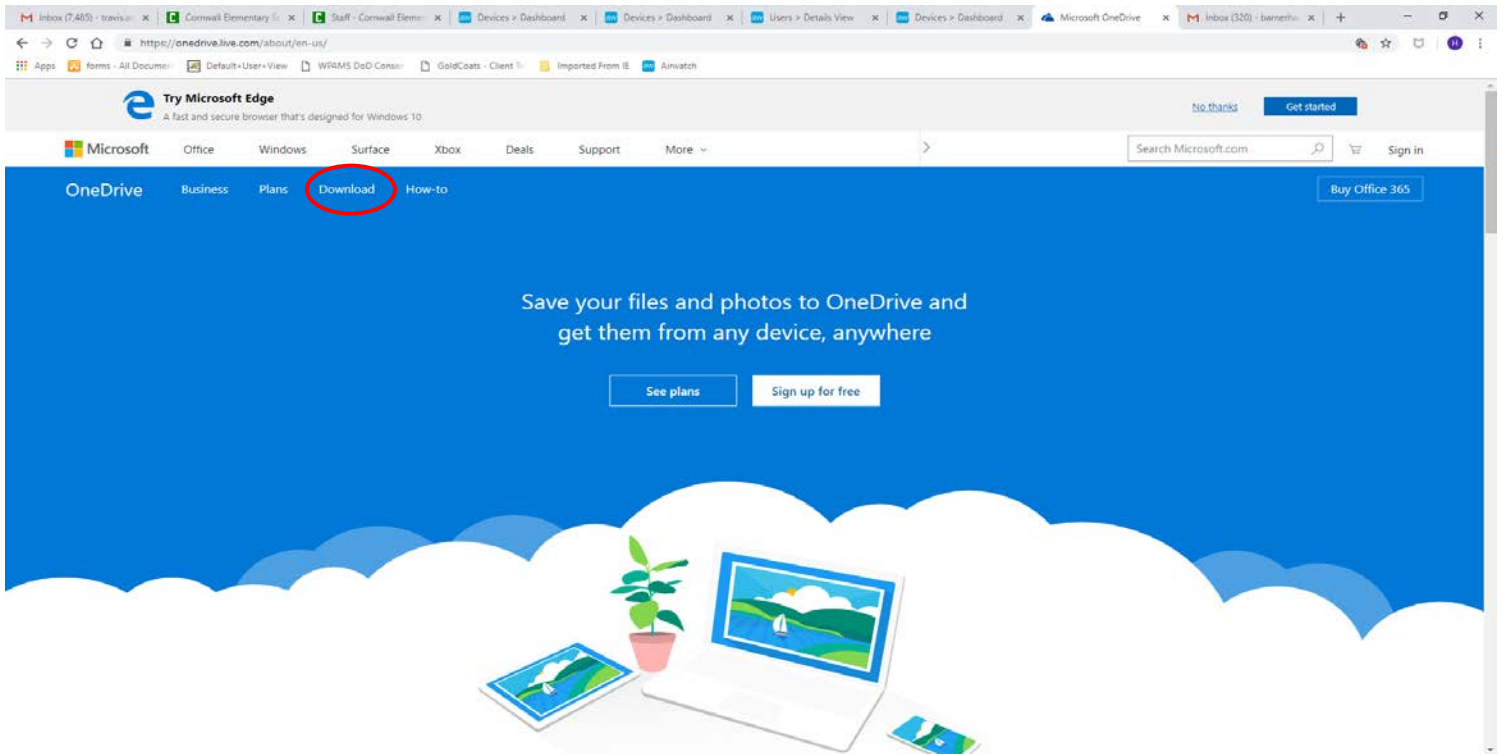 Inbox (7,485) - travis.a
Cornwall Elementary S
Staff - Cornwall Eleme
Devices > Dashboard
Devices > Dashboard
Users > Details View
Devices > Dashboard
Microsoft OneDrive
Inbox (320) - barnerh
https://onedrive.live.com/about/en-us/
H
Apps
forms - All Documen
Default+User+View
WPAMS DoD
GoldCoats - Client
Imported From IE
Airwatch
Try Microsoft Edge
A fast and secure browser that's designed for Windows 10
No thanks
Get started
Microsoft
Office
Windows
Surface
Xbox
Deals
Support
More
Search Microsoft.com
Sign in
OneDrive
Business
Plans
Download
How-to
Buy Office 365
Save your files and photos to OneDrive and
get them from any device, anywhere
See plans
Sign up for free